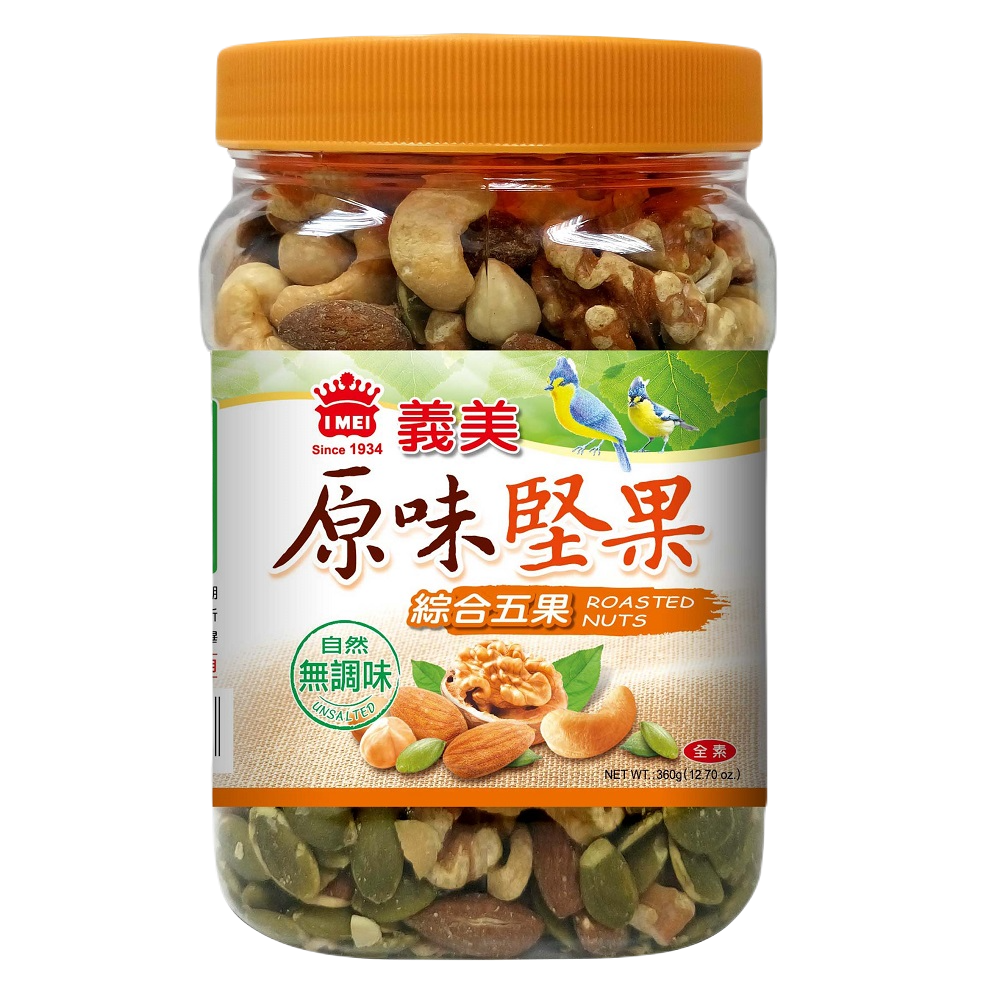 I MEI
Since 1934
義美
原味堅果
綜合五果
ROASTED
NUTS
自然
無調味
UNSALTED
全素
NET WT.:360g(12.70 oz.)